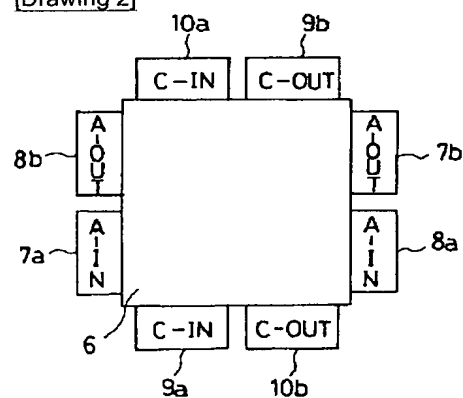 [Drawing 2]
10a 9b
C-IN C-OUT
8b A-OUT A-OUT 7b
7a A-IN A-IN 8a
6 C-IN C-OUT
9a 10b